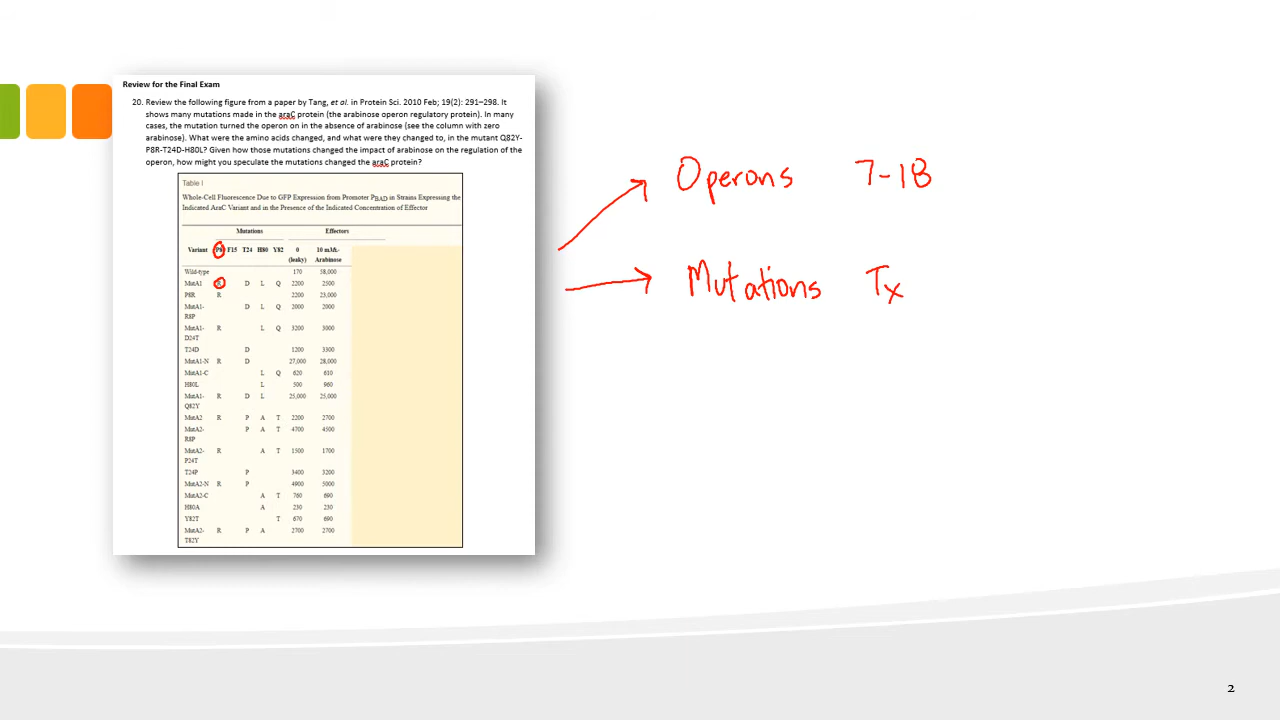 Review for the Final Exam
20. Review the following figure from a paper by Tang, et al. in Protein Sci. 2010 Feb; 19(2): 291–298. It
shows many mutations made in the araC protein (the arabinose operon regulatory protein). In many
cases, the mutation turned the operon on in the absence of arabinose (see the column with zero
arabinose). What were the amino acids changed, and what were they changed to, in the mutant Q82Y-
P8R-T24D-H80L? Given how those mutations changed the impact of arabinose on the regulation of the
operon, how might you speculate the mutations changed the araC protein?
Table I
Whole-Cell Fluorescence Due to GFP Expression from Promoter PBAD in Strains Expressing the
Indicated AraC Variant and in the Presence of the Indicated Concentration of Effector
Mutations Effectors
Variant P8 F15 T24 H80 Y82 0 10 mM L-
(leaky) Arabinose
Wild-type 170 58,000
MutA1 R D L Q 2200 2500
P8R R 2200 23,000
MutA1- D L Q 2000 2000
R8P
MutA1- R L Q 3200 3000
D24T
T24D D 1200 3300
MutA1-N R D 27,000 28,000
MutA1-C L Q 620 610
H80L L 500 960
MutA1- R D L 25,000 25,000
Q82Y
MutA2 R P A T 2200 2700
MutA2- P A T 4700 4500
R8P
MutA2- R A T 1500 1700
P24T
T24P P 3400 3200
MutA2-N R P 4900 5000
MutA2-C A T 760 690
H80A A 230 230
Y82T T 670 690
MutA2- R P A 2700 2700
T82Y
Operons 7-18
Mutations Tx
2